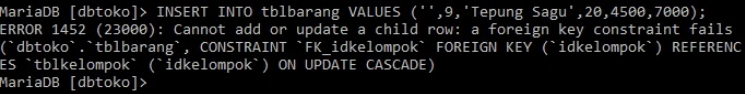 MariaDB [dbtoko]> INSERT INTO tblbarang VALUES ('',9,'Tepung Sagu',20,4500,7000);
ERROR 1452 (23000): Cannot add or update a child row: a foreign key constraint fails
(`dbtoko`.`tblbarang`, CONSTRAINT `FK_idkelompok` FOREIGN KEY (`idkelompok`) REFERENC
ES `tblkelompok` (`idkelompok`) ON UPDATE CASCADE)
MariaDB [dbtoko]>